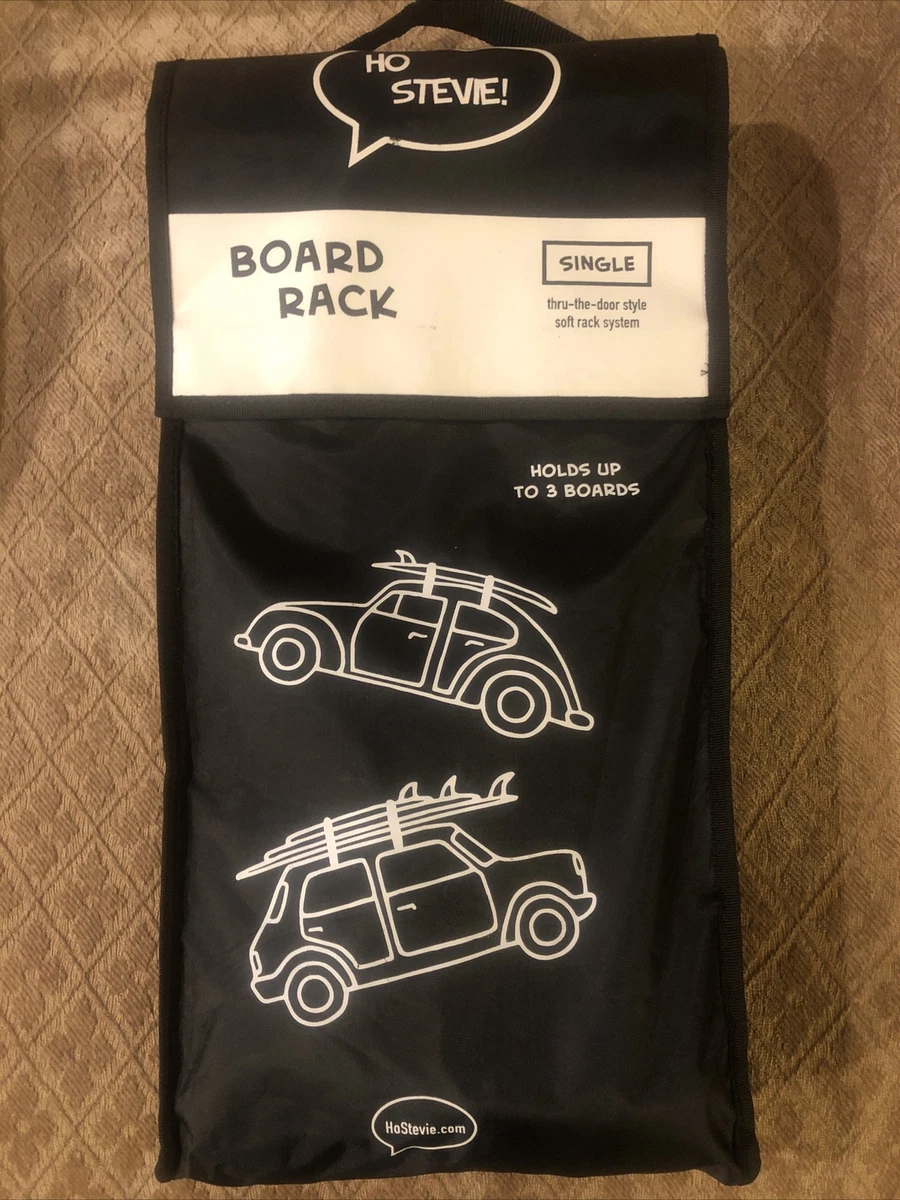 HO
STEVIE!
BOARD
RACK
SINGLE
thru-the-door style
soft rack system
HOLDS UP
TO 3 BOARDS
HoStevie.com